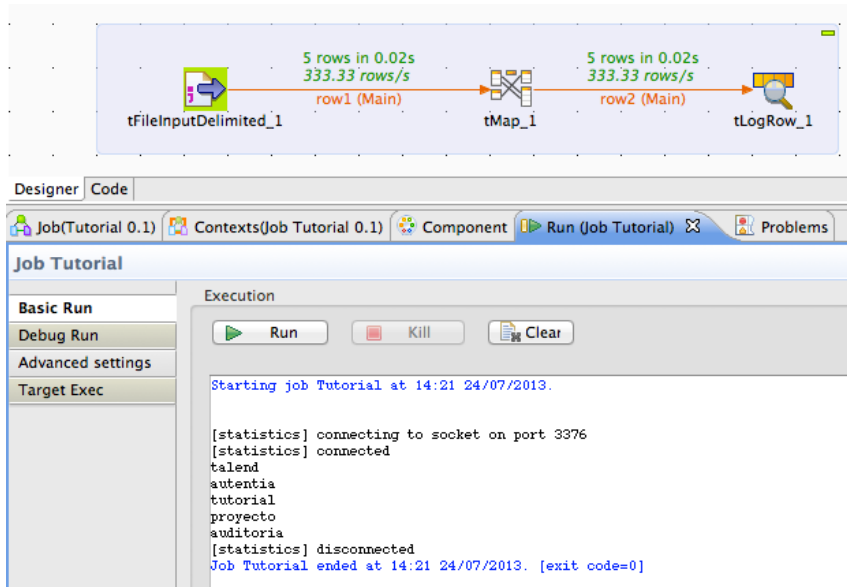 5 rows in 0.02s
333.33 rows/s
row1 (Main)
5 rows in 0.02s
333.33 rows/s
row2 (Main)
tFileInputDelimited_1
tMap_1
tLogRow_1
Designer
Code
Job(Tutorial 0.1)
Contexts(Job Tutorial 0.1)
Component
Run (Job Tutorial)
Problems
Job Tutorial
Basic Run
Debug Run
Advanced settings
Target Exec
Execution
Run
Kill
Clear
Starting job Tutorial at 14:21 24/07/2013.
[statistics] connecting to socket on port 3376
[statistics] connected
talend
autentia
tutorial
proyecto
auditoria
[statistics] disconnected
Job Tutorial ended at 14:21 24/07/2013. [exit code=0]